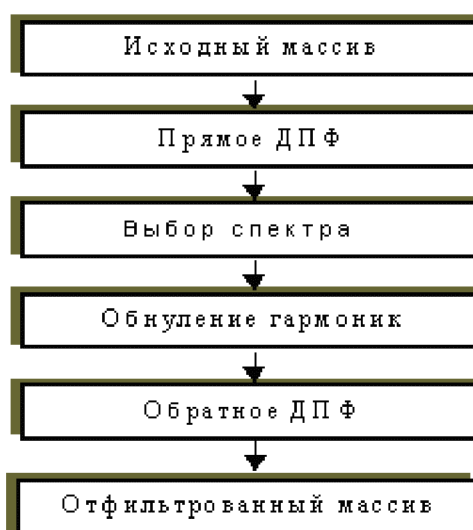 Исходный массив
Прямое ДПФ
Выбор спектра
Обнуление гармоник
Обратное ДПФ
Отфильтрованный массив